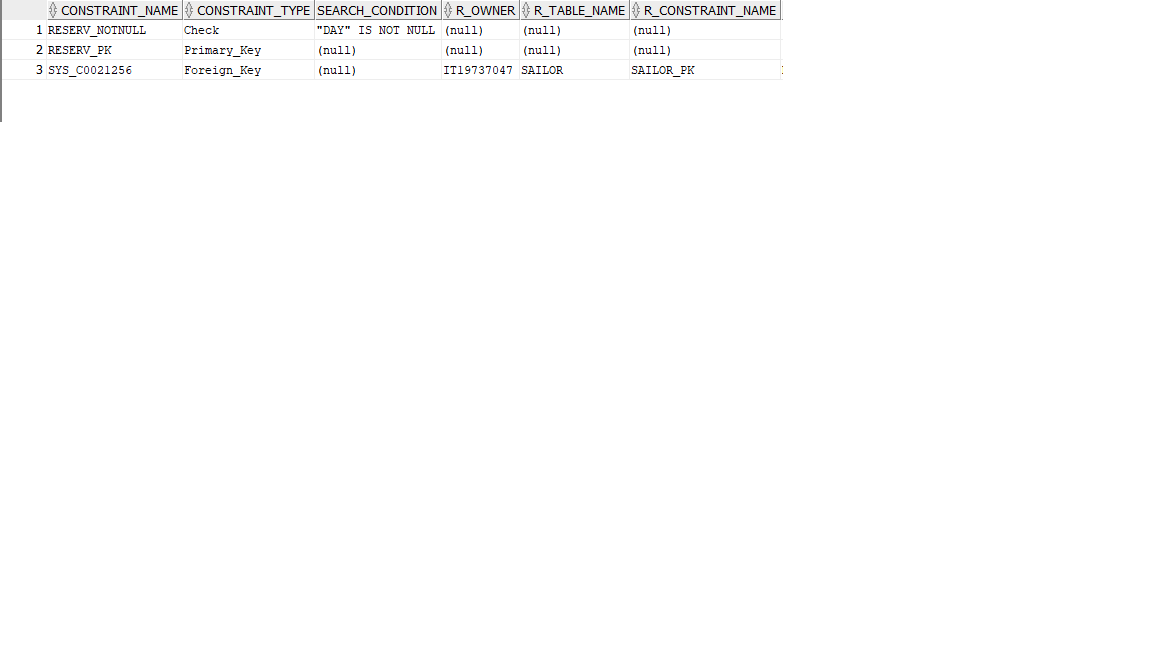 CONSTRAINT_NAME CONSTRAINT_TYPE SEARCH_CONDITION R_OWNER R_TABLE_NAME R_CONSTRAINT_NAME
1 RESERV_NOTNULL Check "DAY" IS NOT NULL (null) (null) (null)
2 RESERV_PK Primary_Key (null) (null) (null) (null)
3 SYS_C0021256 Foreign_Key (null) IT19737047 SAILOR SAILOR_PK